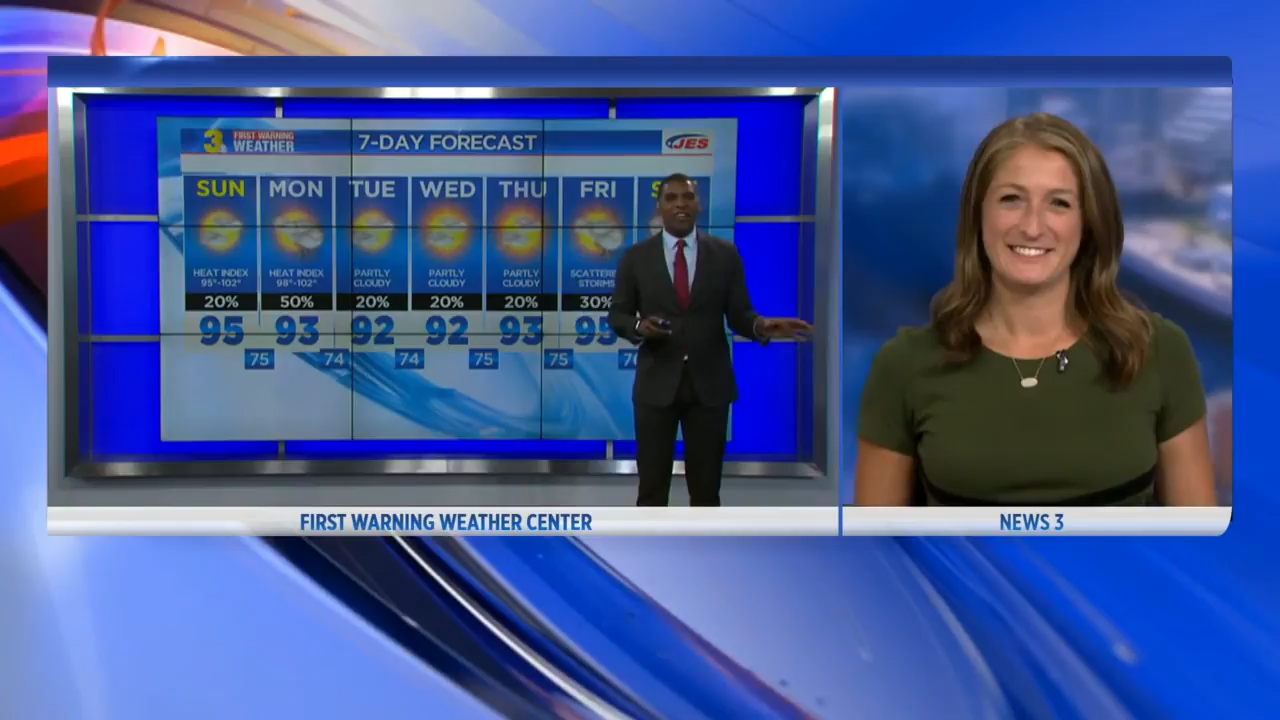 3 FIRST WARNING
WEATHER
7-DAY FORECAST
JES
SUN MON TUE WED THU FRI S
HEAT INDEX HEAT INDEX PARTLY PARTLY PARTLY
95°-102° 98°-102° CLOUDY CLOUDY CLOUDY STORMS
20% 50% 20% 20% 20% 30%
95 93 92 92 93 95
75 74 74 75 75
FIRST WARNING WEATHER CENTER
NEWS 3